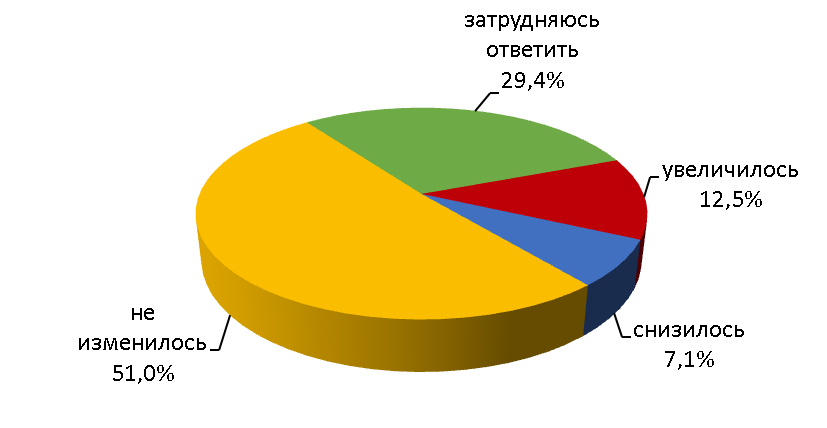 затрудняюсь
ответить
29,4%
увеличилось
12,5%
не
изменилось
51,0%
снизилось
7,1%